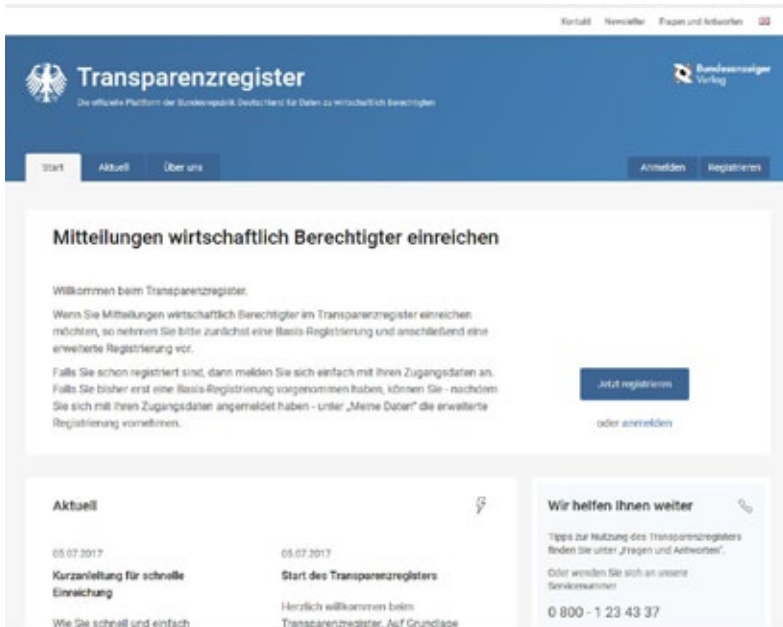 Kontakt Newsletter Fragen und Antworten
Transparenzregister
Die offizielle Plattform der Bundesrepublik Deutschland für Daten zu wirtschaftlich Berechtigten
Bundesanzeiger
Verlag
Start Aktuell Über uns Anmelden Registrieren
Mitteilungen wirtschaftlich Berechtigter einreichen
Willkommen beim Transparenzregister.
Wenn Sie Mitteilungen wirtschaftlich Berechtigter im Transparenzregister einreichen
möchten, so nehmen Sie bitte zunächst eine Basis-Registrierung und anschließend eine
erweiterte Registrierung vor.
Falls Sie schon registriert sind, dann melden Sie sich einfach mit Ihren Zugangsdaten an.
Falls Sie bisher erst eine Basis-Registrierung vorgenommen haben, können Sie - nachdem
Sie sich mit Ihren Zugangsdaten angemeldet haben - unter „Meine Daten" die erweiterte
Registrierung vornehmen.
Jetzt registrieren
oder anmelden
Aktuell
05.07.2017
Kurzanleitung für schnelle
Einreichung
Wie Sie schnell und einfach
05.07.2017
Start des Transparenzregisters
Herzlich willkommen beim
Transparenzregister. Auf Grundlage
Wir helfen Ihnen weiter
Tipps zur Nutzung des Transparenzregisters
finden Sie unter „Fragen und Antworten".
Oder wenden Sie sich an unsere
Servicenummer
0 800 - 1 23 43 37